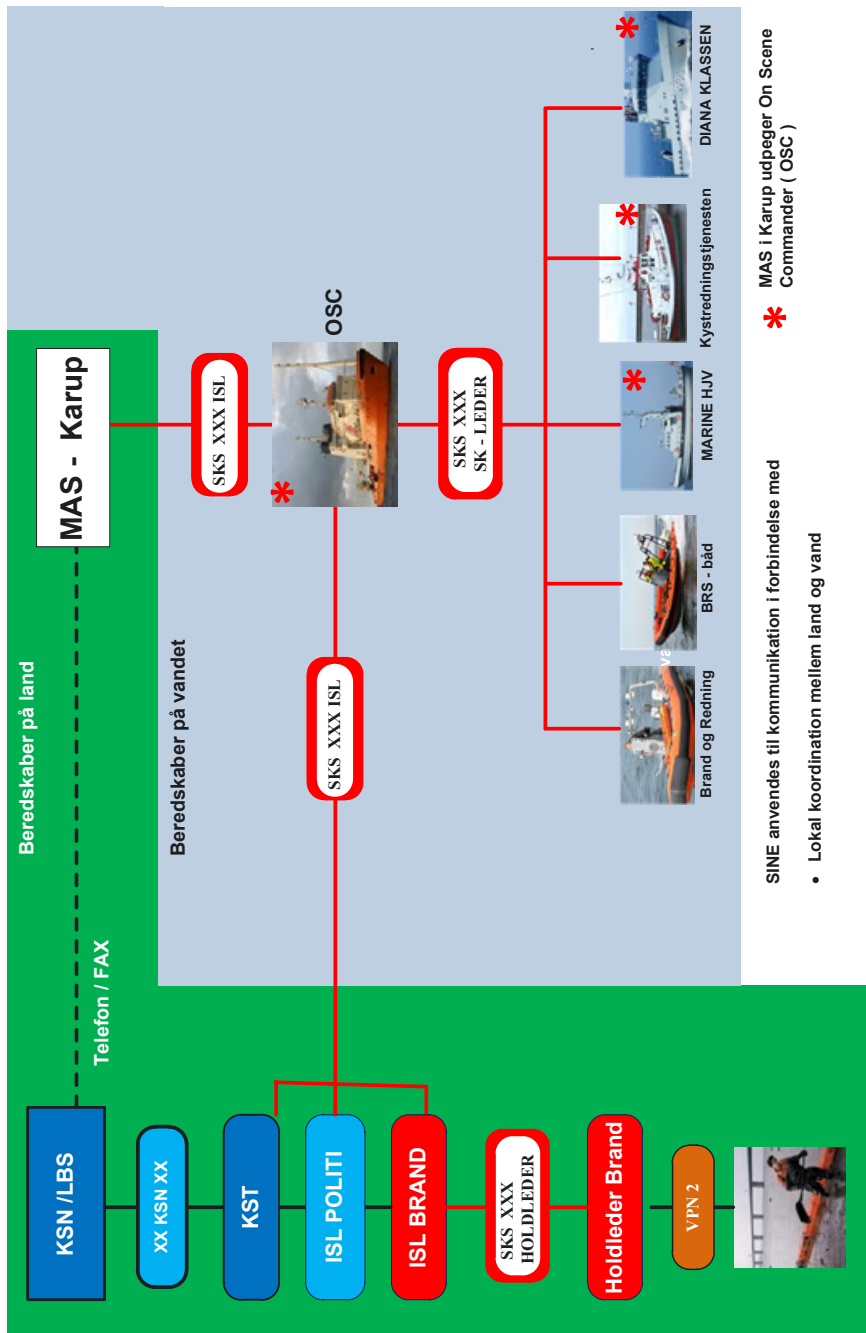 Beredskaber på land
KSN /LBS
Telefon / FAX
MAS - Karup
XX KSN XX
Beredskaber på vandet
SKS XXX ISL
KST
ISL POLITI
ISL BRAND
SKS XXX ISL
OSC
SKS XXX
HOLDLEDER
SKS XXX
SK - LEDER
Holdleder Brand
VPN 2
Brand og Redning
BRS - båd
MARINE HJV
Kystredningstjenesten
DIANA KLASSEN
va
SINE anvendes til kommunikation i forbindelse med
• Lokal koordination mellem land og vand
* MAS i Karup udpeger On Scene
Commander ( OSC )